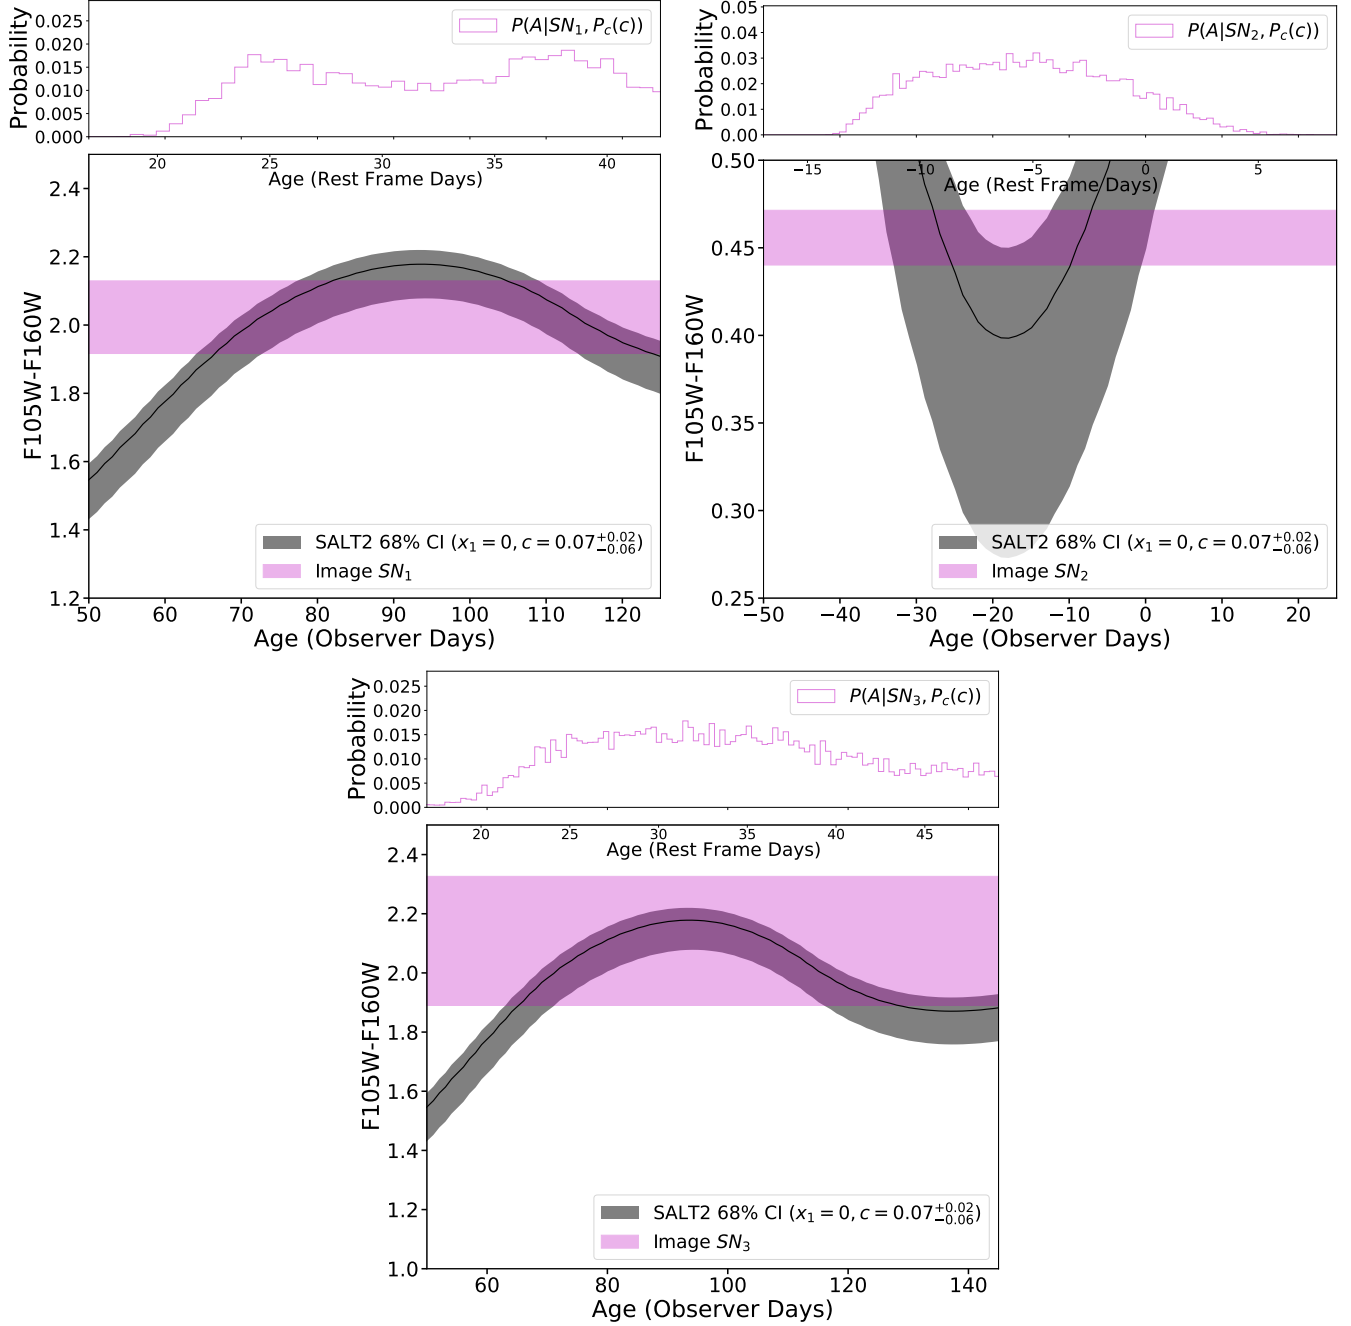 Probability
0.025
0.020
0.015
0.010
0.005
0.000
P(A|SN₁, P_c(c))
20 25 30 35 40
Age (Rest Frame Days)
F105W-F160W
2.4
2.2
2.0
1.8
1.6
1.4
1.2
SALT2 68% CI (x₁ = 0, c = 0.07^{+0.02}_{-0.06})
Image SN₁
50 60 70 80 90 100 110 120
Age (Observer Days)
Probability
0.05
0.04
0.03
0.02
0.01
0.00
P(A|SN₂, P_c(c))
−15 −10 −5 0 5
Age (Rest Frame Days)
F105W-F160W
0.50
0.45
0.40
0.35
0.30
0.25
SALT2 68% CI (x₁ = 0, c = 0.07^{+0.02}_{-0.06})
Image SN₂
−50 −40 −30 −20 −10 0 10 20
Age (Observer Days)
Probability
0.025
0.020
0.015
0.010
0.005
0.000
P(A|SN₃, P_c(c))
20 25 30 35 40 45
Age (Rest Frame Days)
F105W-F160W
2.4
2.2
2.0
1.8
1.6
1.4
1.2
1.0
SALT2 68% CI (x₁ = 0, c = 0.07^{+0.02}_{-0.06})
Image SN₃
60 80 100 120 140
Age (Observer Days)